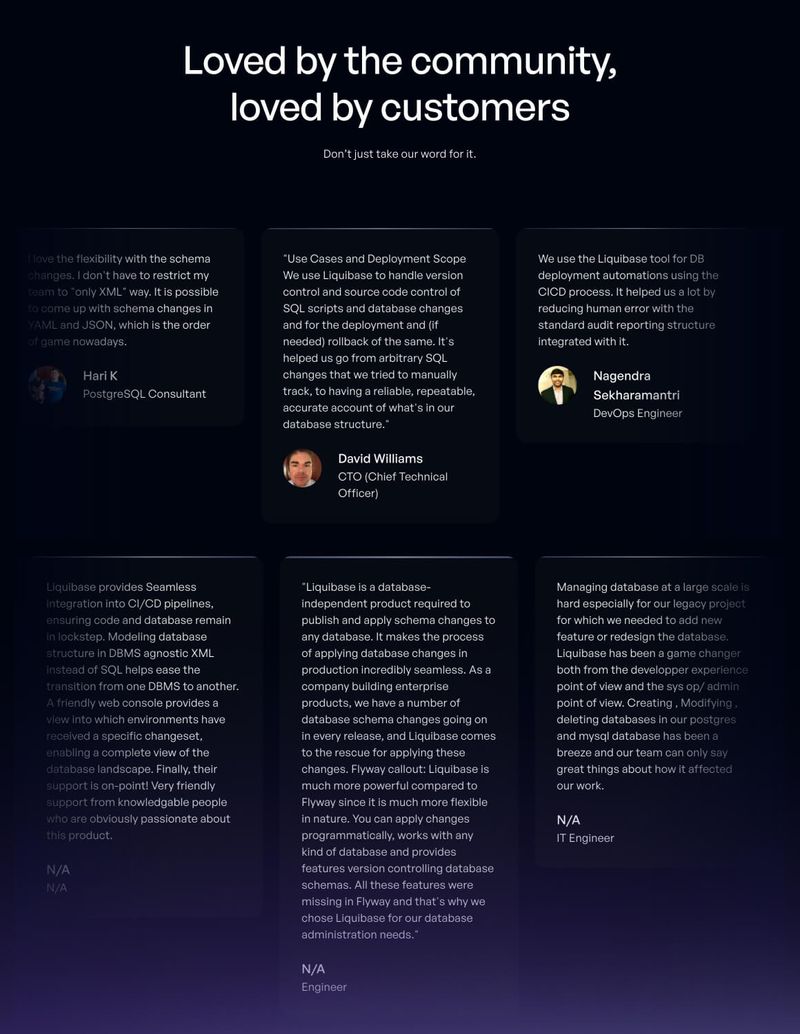 Loved by the community,
loved by customers
Don't just take our word for it.
I love the flexibility with the schema
changes. I don't have to restrict my
team to "only XML" way. It is possible
to come up with schema changes in
YAML and JSON, which is the order
of game nowadays.
Hari K
PostgreSQL Consultant
"Use Cases and Deployment Scope
We use Liquibase to handle version
control and source code control of
SQL scripts and database changes
and for the deployment and (if
needed) rollback of the same. It's
helped us go from arbitrary SQL
changes that we tried to manually
track, to having a reliable, repeatable,
accurate account of what's in our
database structure."
David Williams
CTO (Chief Technical
Officer)
We use the Liquibase tool for DB
deployment automations using the
CICD process. It helped us a lot by
reducing human error with the
standard audit reporting structure
integrated with it.
Nagendra
Sekharamantri
DevOps Engineer
Liquibase provides Seamless
integration into CI/CD pipelines,
ensuring code and database remain
in lockstep. Modeling database
structure in DBMS agnostic XML
instead of SQL helps ease the
transition from one DBMS to another.
A friendly web console provides a
view into which environments have
received a specific changeset,
enabling a complete view of the
database landscape. Finally, their
support is on-point! Very friendly
support from knowledgable people
who are obviously passionate about
this product.
N/A
N/A
"Liquibase is a database-
independent product required to
publish and apply schema changes to
any database. It makes the process
of applying database changes in
production incredibly seamless. As a
company building enterprise
products, we have a number of
database schema changes going on
in every release, and Liquibase comes
to the rescue for applying these
changes. Flyway callout: Liquibase is
much more powerful compared to
Flyway since it is much more flexible
in nature. You can apply changes
programmatically, works with any
kind of database and provides
features version controlling database
schemas. All these features were
missing in Flyway and that's why we
chose Liquibase for our database
administration needs."
N/A
Engineer
Managing database at a large scale is
hard especially for our legacy project
for which we needed to add new
feature or redesign the database.
Liquibase has been a game changer
both from the developper experience
point of view and the sys op/ admin
point of view. Creating , Modifying ,
deleting databases in our postgres
and mysql database has been a
breeze and our team can only say
great things about how it affected
our work.
N/A
IT Engineer